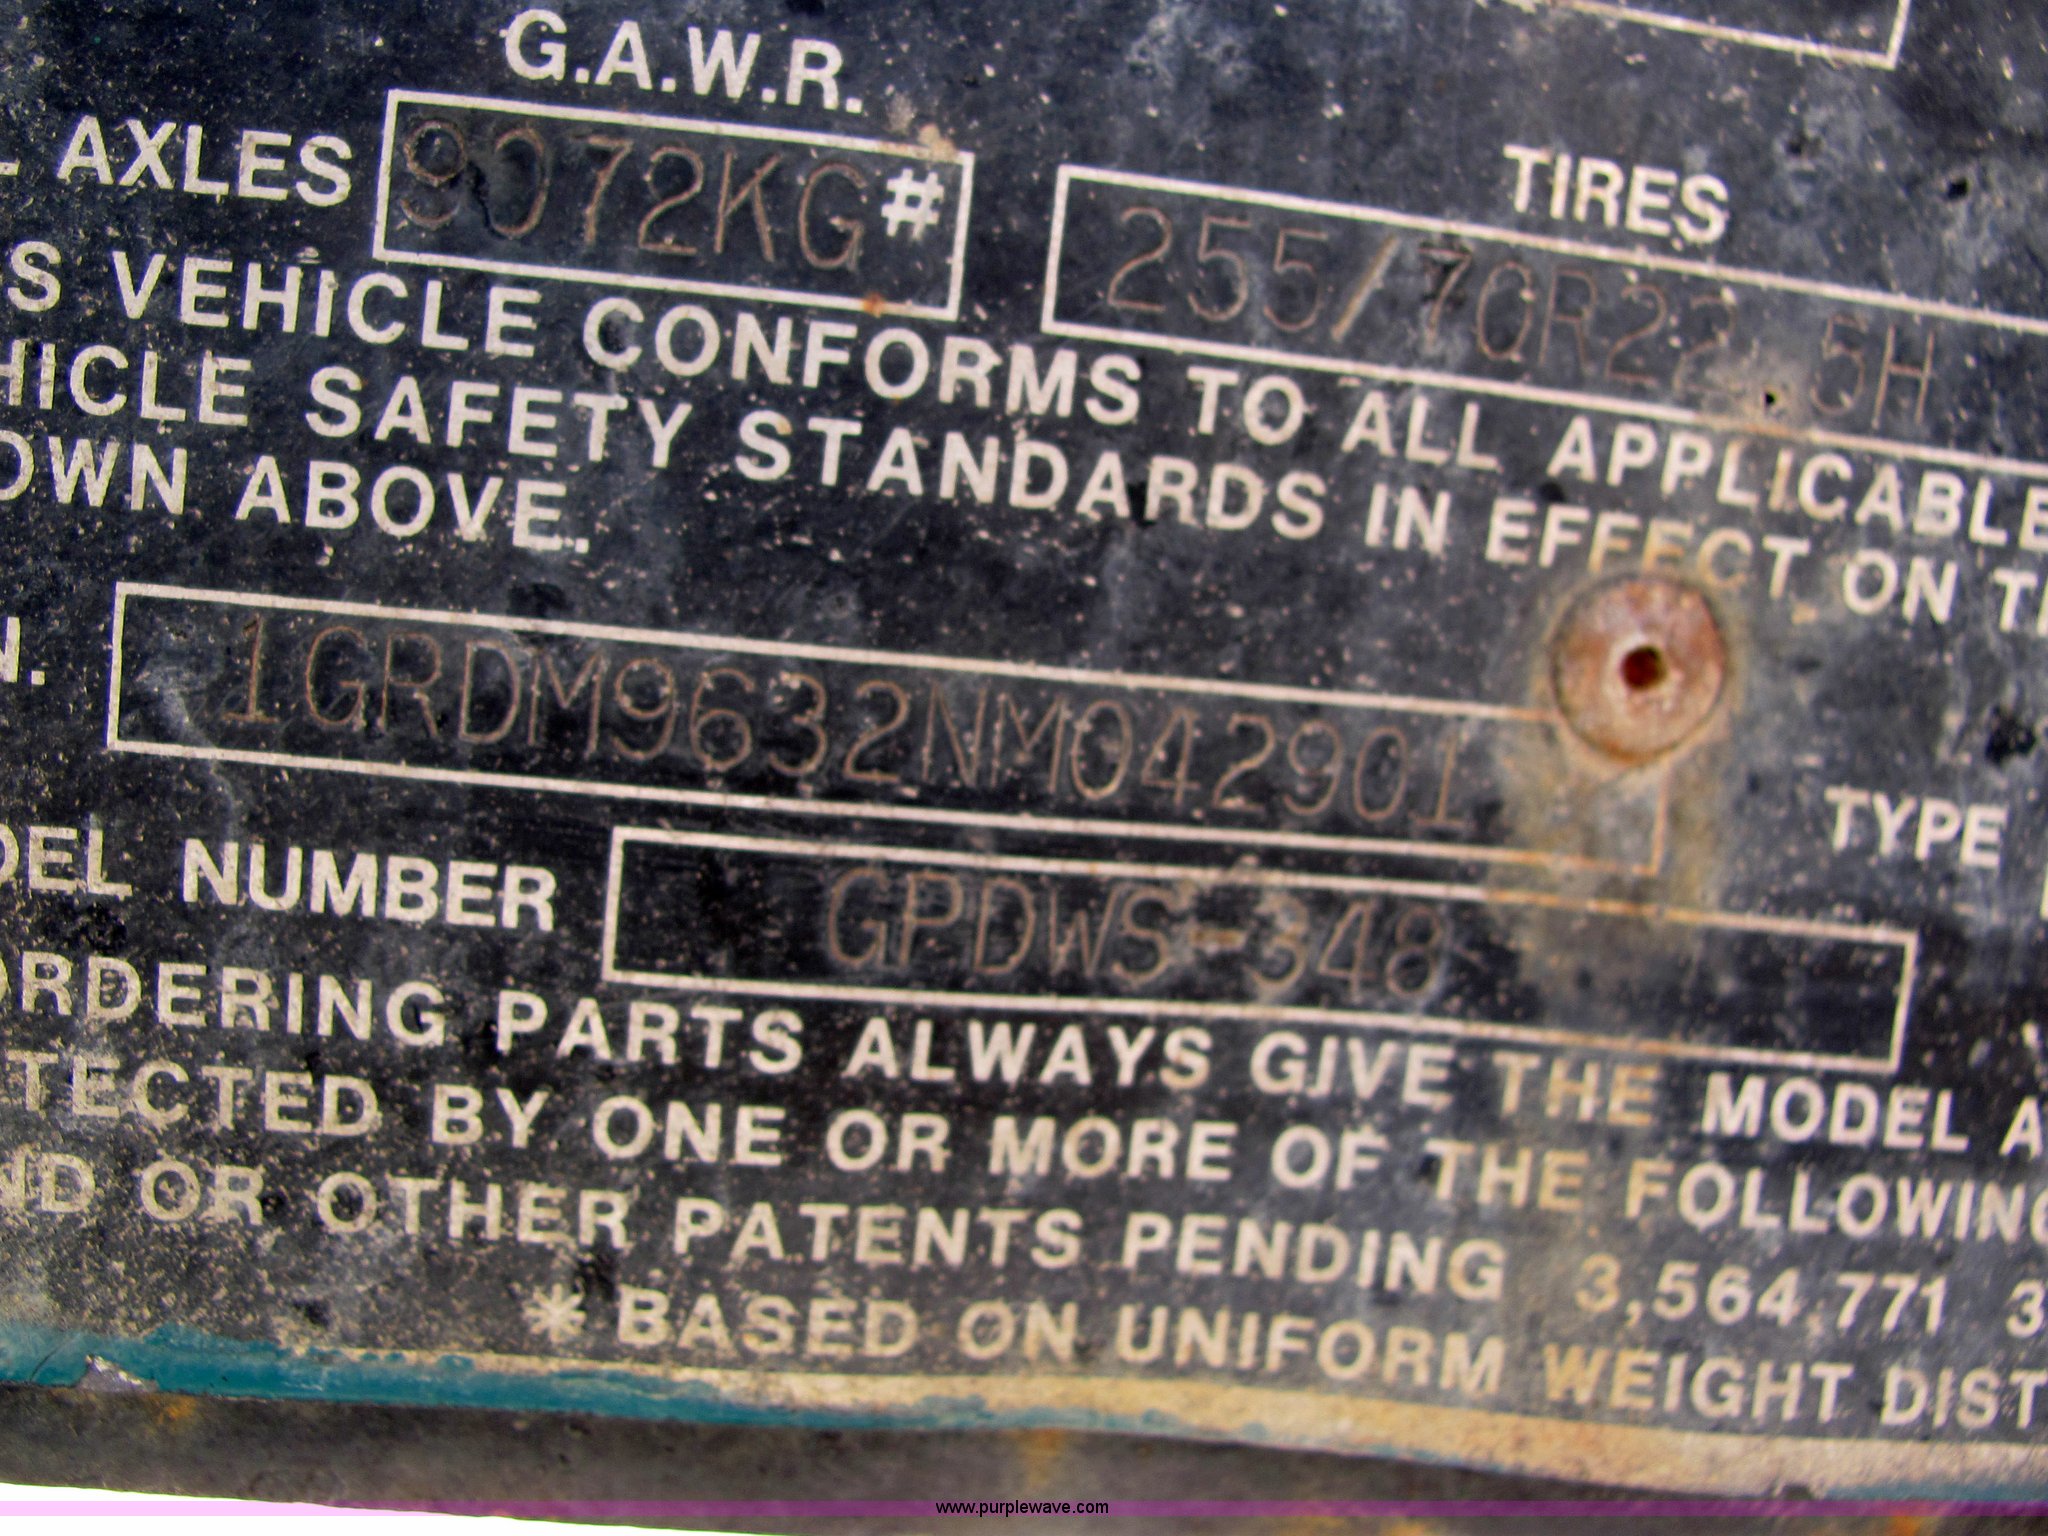 G.A.W.R.
AXLES 9072KG# TIRES
255/70R22.5H
S VEHICLE CONFORMS TO ALL APPLICABLE
HICLE SAFETY STANDARDS IN EFFECT ON TH
OWN ABOVE.
N. 1GRDM9632NM042901
TYPE
DEL NUMBER GPDWS-348
ORDERING PARTS ALWAYS GIVE THE MODEL A
TECTED BY ONE OR MORE OF THE FOLLOWING
ND OR OTHER PATENTS PENDING 3,564,771 3
*BASED ON UNIFORM WEIGHT DIST
www.purplewave.com